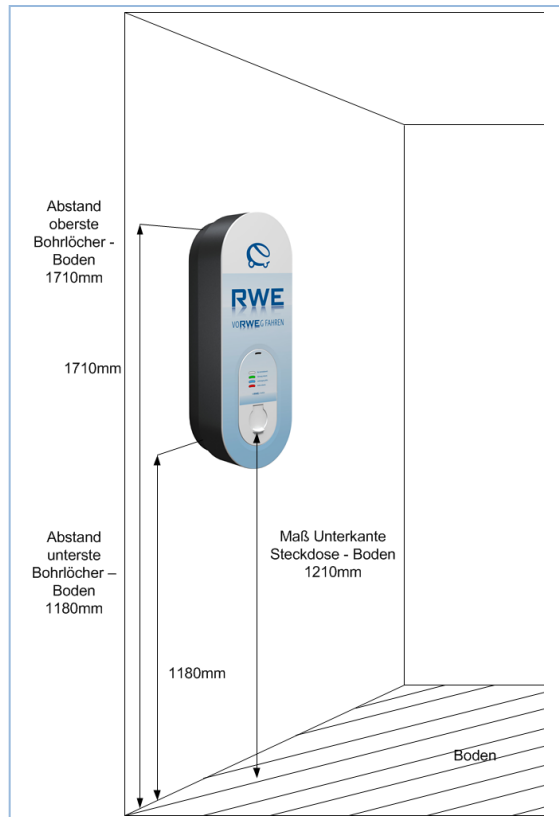 Abstand
oberste
Bohrlöcher -
Boden
1710mm
RWE
VORWEG FAHREN
1710mm
Abstand
unterste
Bohrlöcher –
Boden
1180mm
Maß Unterkante
Steckdose - Boden
1210mm
1180mm
Boden